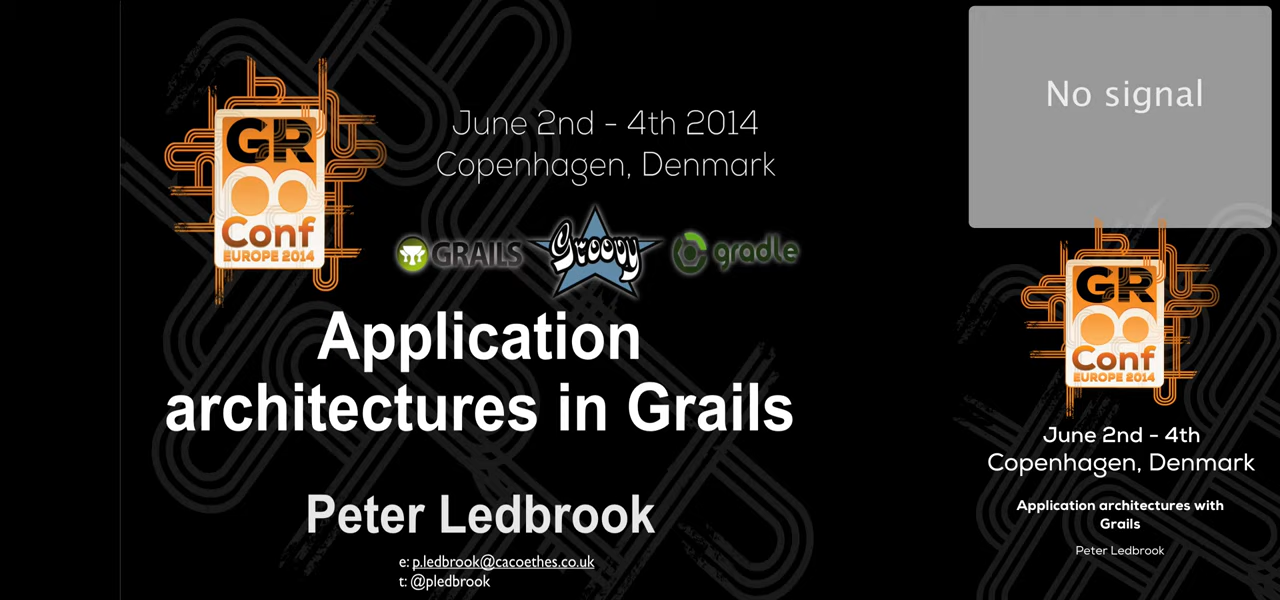 GR
Conf
EUROPE 2014
June 2nd - 4th 2014
Copenhagen, Denmark
GRAILS
Groovy
gradle
Application
architectures in Grails
Peter Ledbrook
e: p.ledbrook@cacoethes.co.uk
t: @pledbrook
No signal
GR
Conf
EUROPE 2014
June 2nd - 4th
Copenhagen, Denmark
Application architectures with
Grails
Peter Ledbrook